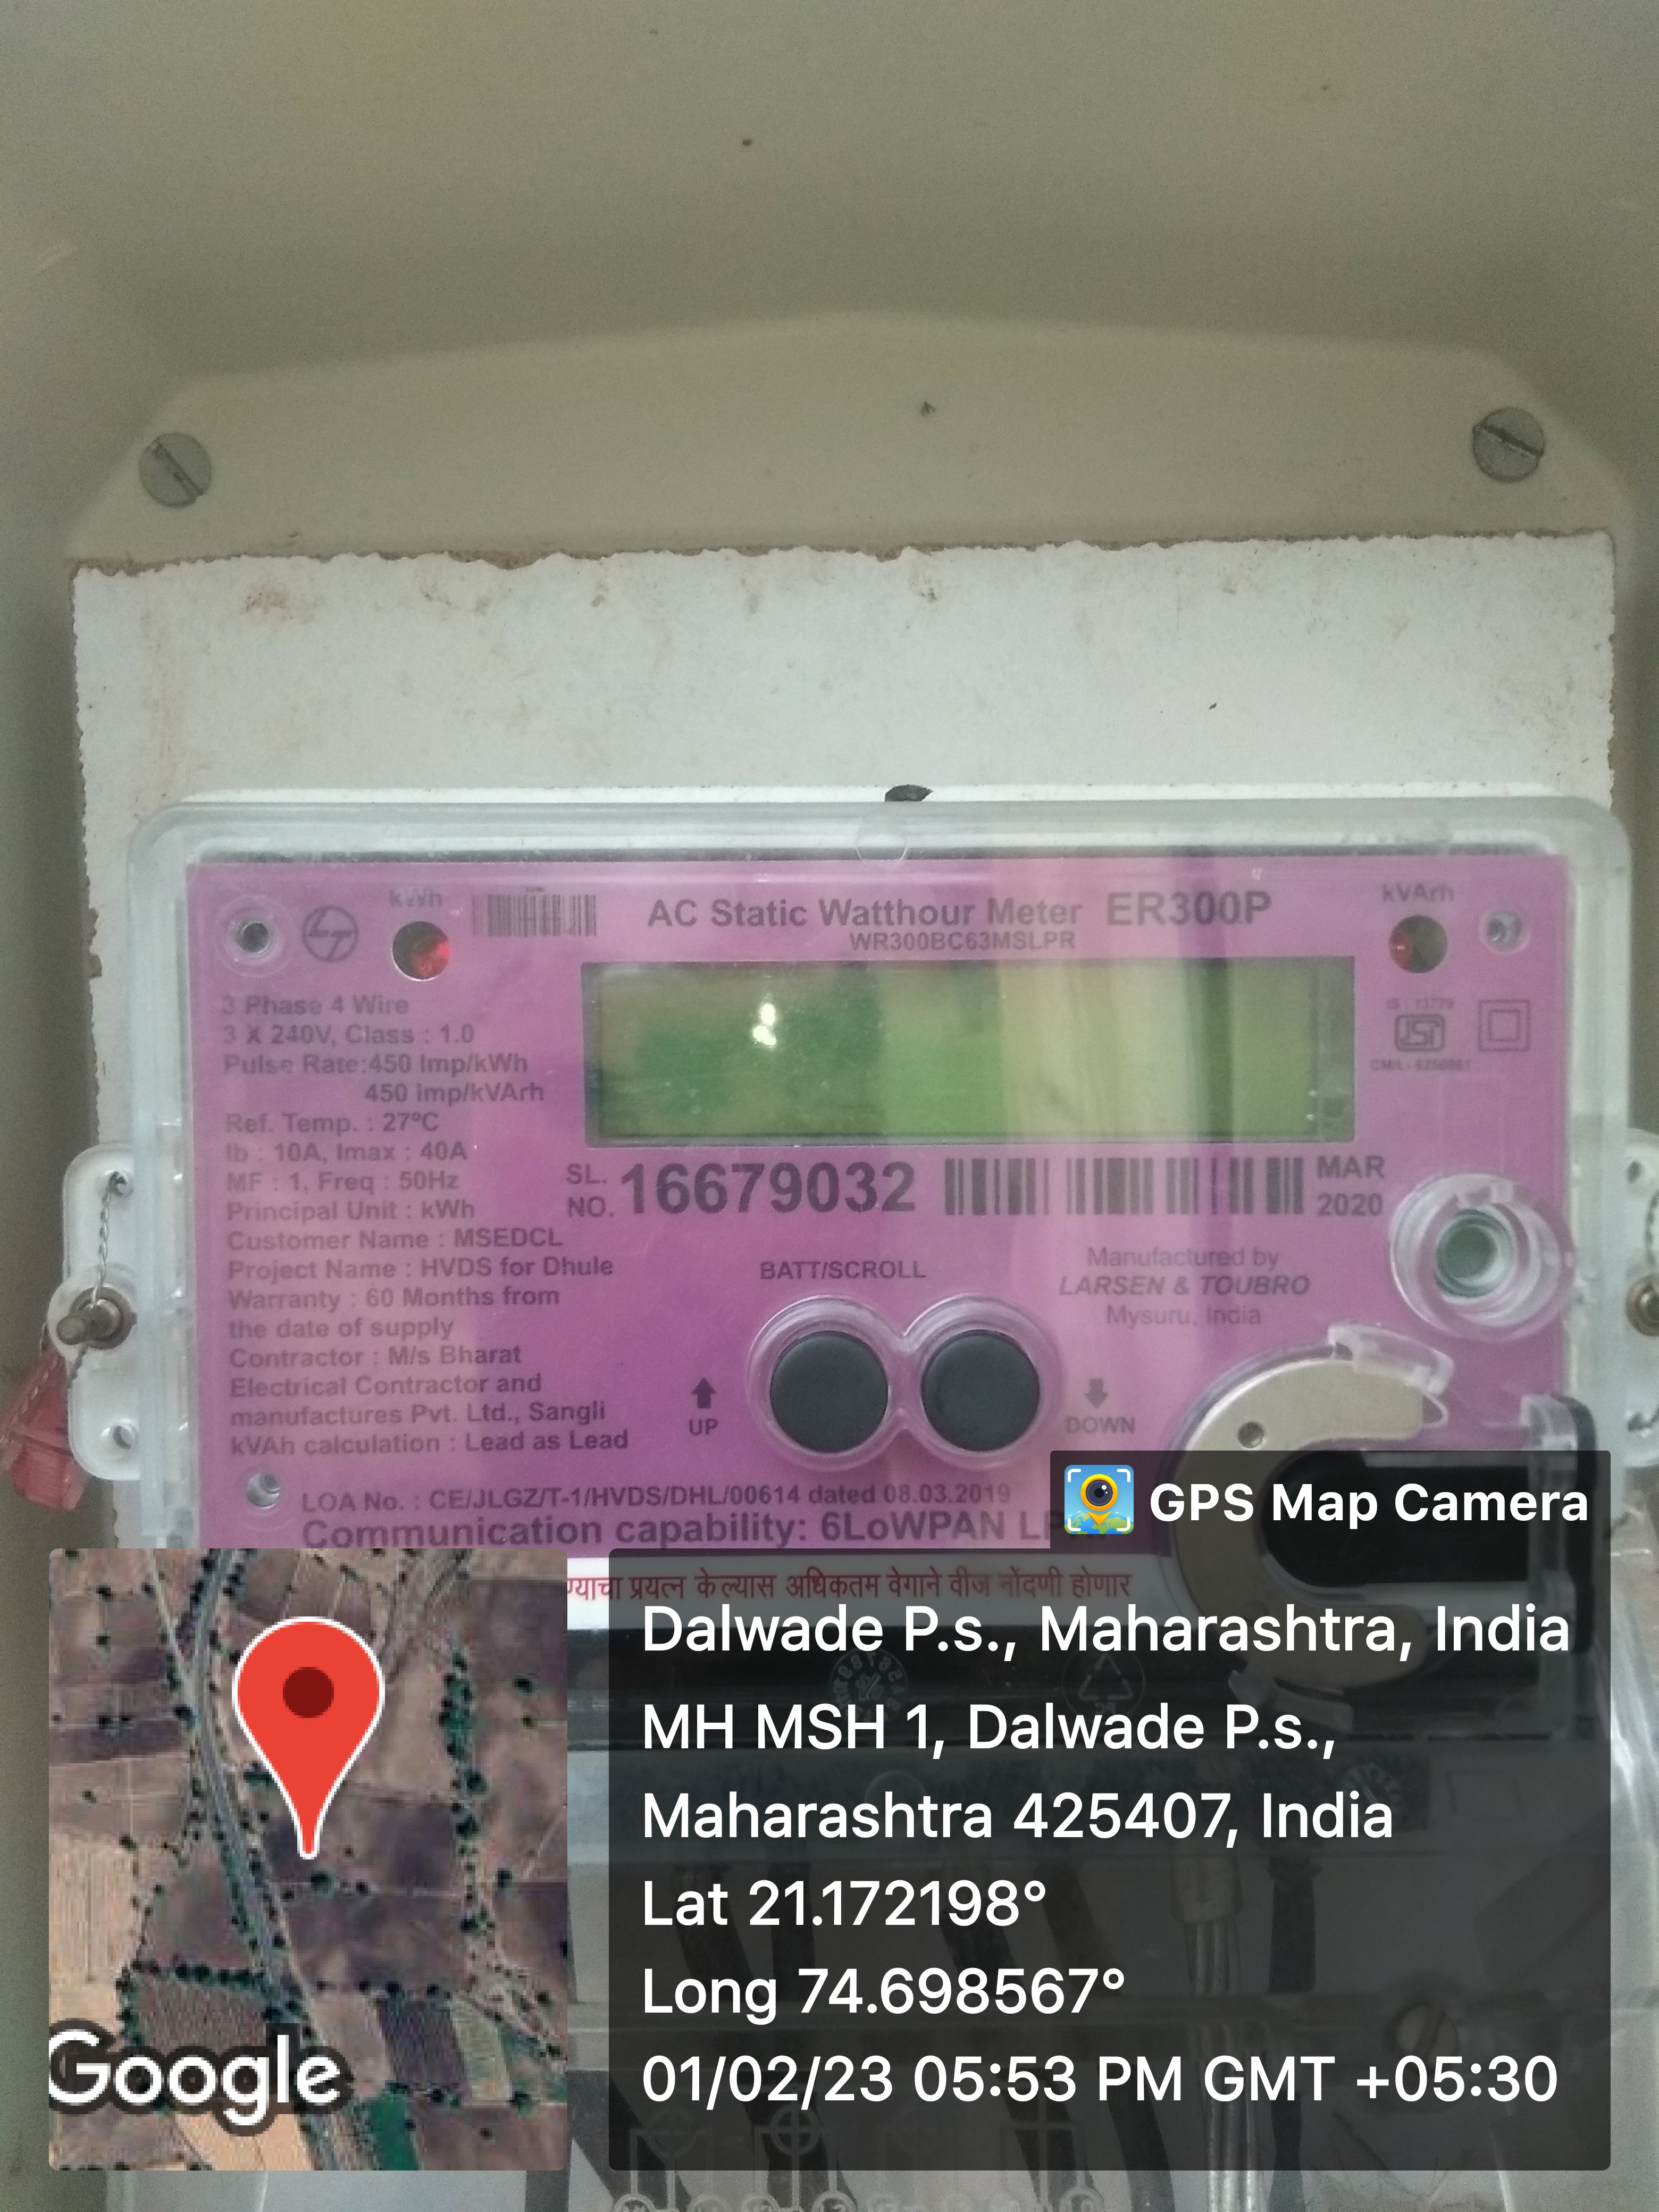 kWh
AC Static Watthour Meter ER300P
WR300BC63MSLPR
kVArh
LT
3 Phase 4 Wire
3 X 240V, Class : 1.0
Pulse Rate:450 Imp/kWh
450 imp/kVArh
Ref. Temp. : 27°C
Ib : 10A, Imax : 40A
MF : 1, Freq : 50Hz
Principal Unit : kWh
Customer Name : MSEDCL
Project Name : HVDS for Dhule
Warranty : 60 Months from
the date of supply
Contractor : M/s Bharat
Electrical Contractor and
manufactures Pvt. Ltd., Sangli
kVAh calculation : Lead as Lead
IS : 13779
ISI
SL.
NO. 16679032
MAR
2020
BATT/SCROLL
Manufactured by
LARSEN & TOUBRO
Mysuru, India
UP
DOWN
LOA No. : CE/JLGZ/T-1/HVDS/DHL/00614 dated 08.03.2019
Communication capability: 6LoWPAN
प्रयत्न केल्यास अधिकतम वेगाने वीज नोंदणी होणार
GPS Map Camera
Dalwade P.s., Maharashtra, India
MH MSH 1, Dalwade P.s.,
Maharashtra 425407, India
Lat 21.172198°
Long 74.698567°
01/02/23 05:53 PM GMT +05:30
Google